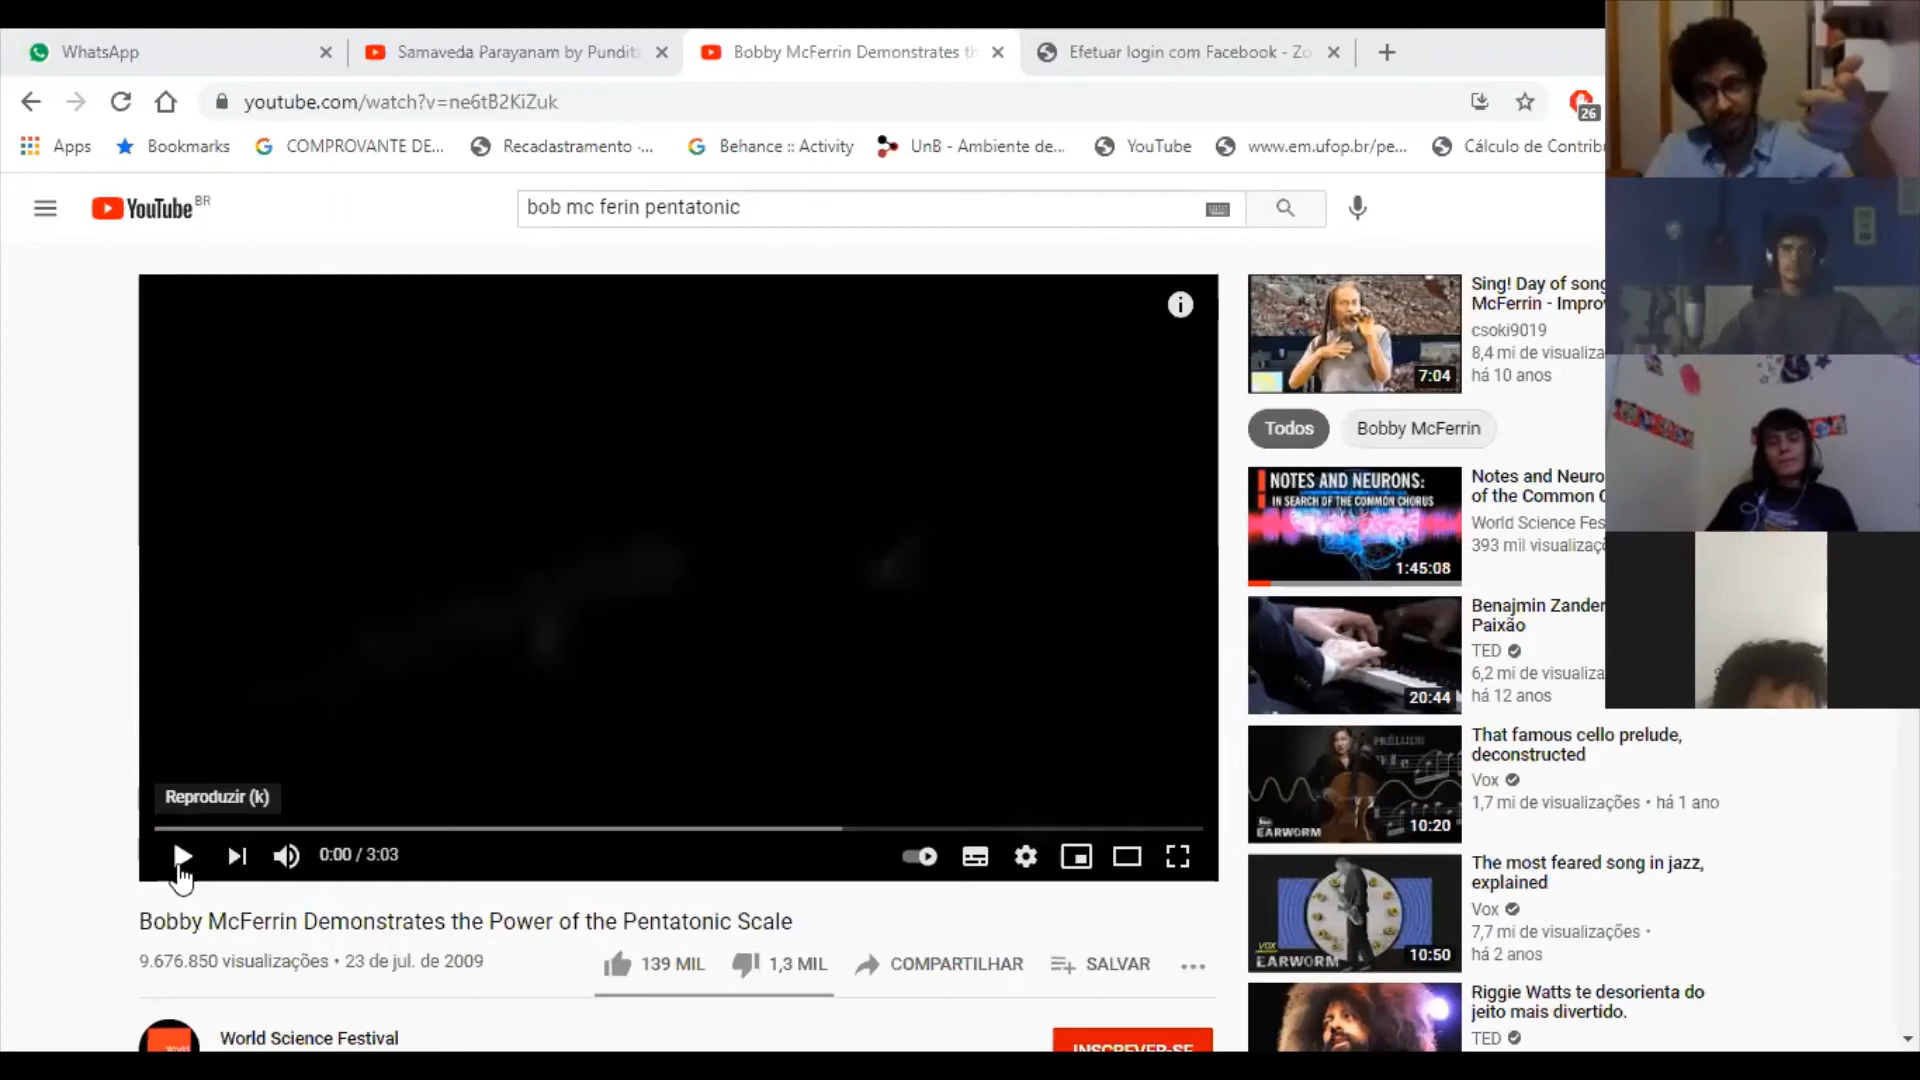 WhatsApp
Samaveda Parayanam by Pundits
Bobby McFerrin Demonstrates th
Efetuar login com Facebook - Zo
youtube.com/watch?v=ne6tB2KiZuk
26
Apps
Bookmarks
COMPROVANTE DE...
Recadastramento -...
Behance :: Activity
UnB - Ambiente de...
YouTube
www.em.ufop.br/pe...
Cálculo de Contribu
YouTube BR
bob mc ferin pentatonic
Reproduzir (k)
0:00 / 3:03
Bobby McFerrin Demonstrates the Power of the Pentatonic Scale
9.676.850 visualizações • 23 de jul. de 2009
139 MIL
1,3 MIL
COMPARTILHAR
SALVAR
World Science Festival
INSCREVER-SE
7:04
Sing! Day of song
McFerrin - Improv
csoki9019
8,4 mi de visualiza
há 10 anos
Todos
Bobby McFerrin
NOTES AND NEURONS:
IN SEARCH OF THE COMMON CHORUS
1:45:08
Notes and Neuro
of the Common C
World Science Fes
393 mil visualizaç
20:44
Benajmin Zander
Paixão
TED
6,2 mi de visualiza
há 12 anos
PRÉLUDE
Vox
EARWORM
10:20
That famous cello prelude,
deconstructed
Vox
1,7 mi de visualizações • há 1 ano
VOX
EARWORM
10:50
The most feared song in jazz,
explained
Vox
7,7 mi de visualizações •
há 2 anos
Riggie Watts te desorienta do
jeito mais divertido.
TED